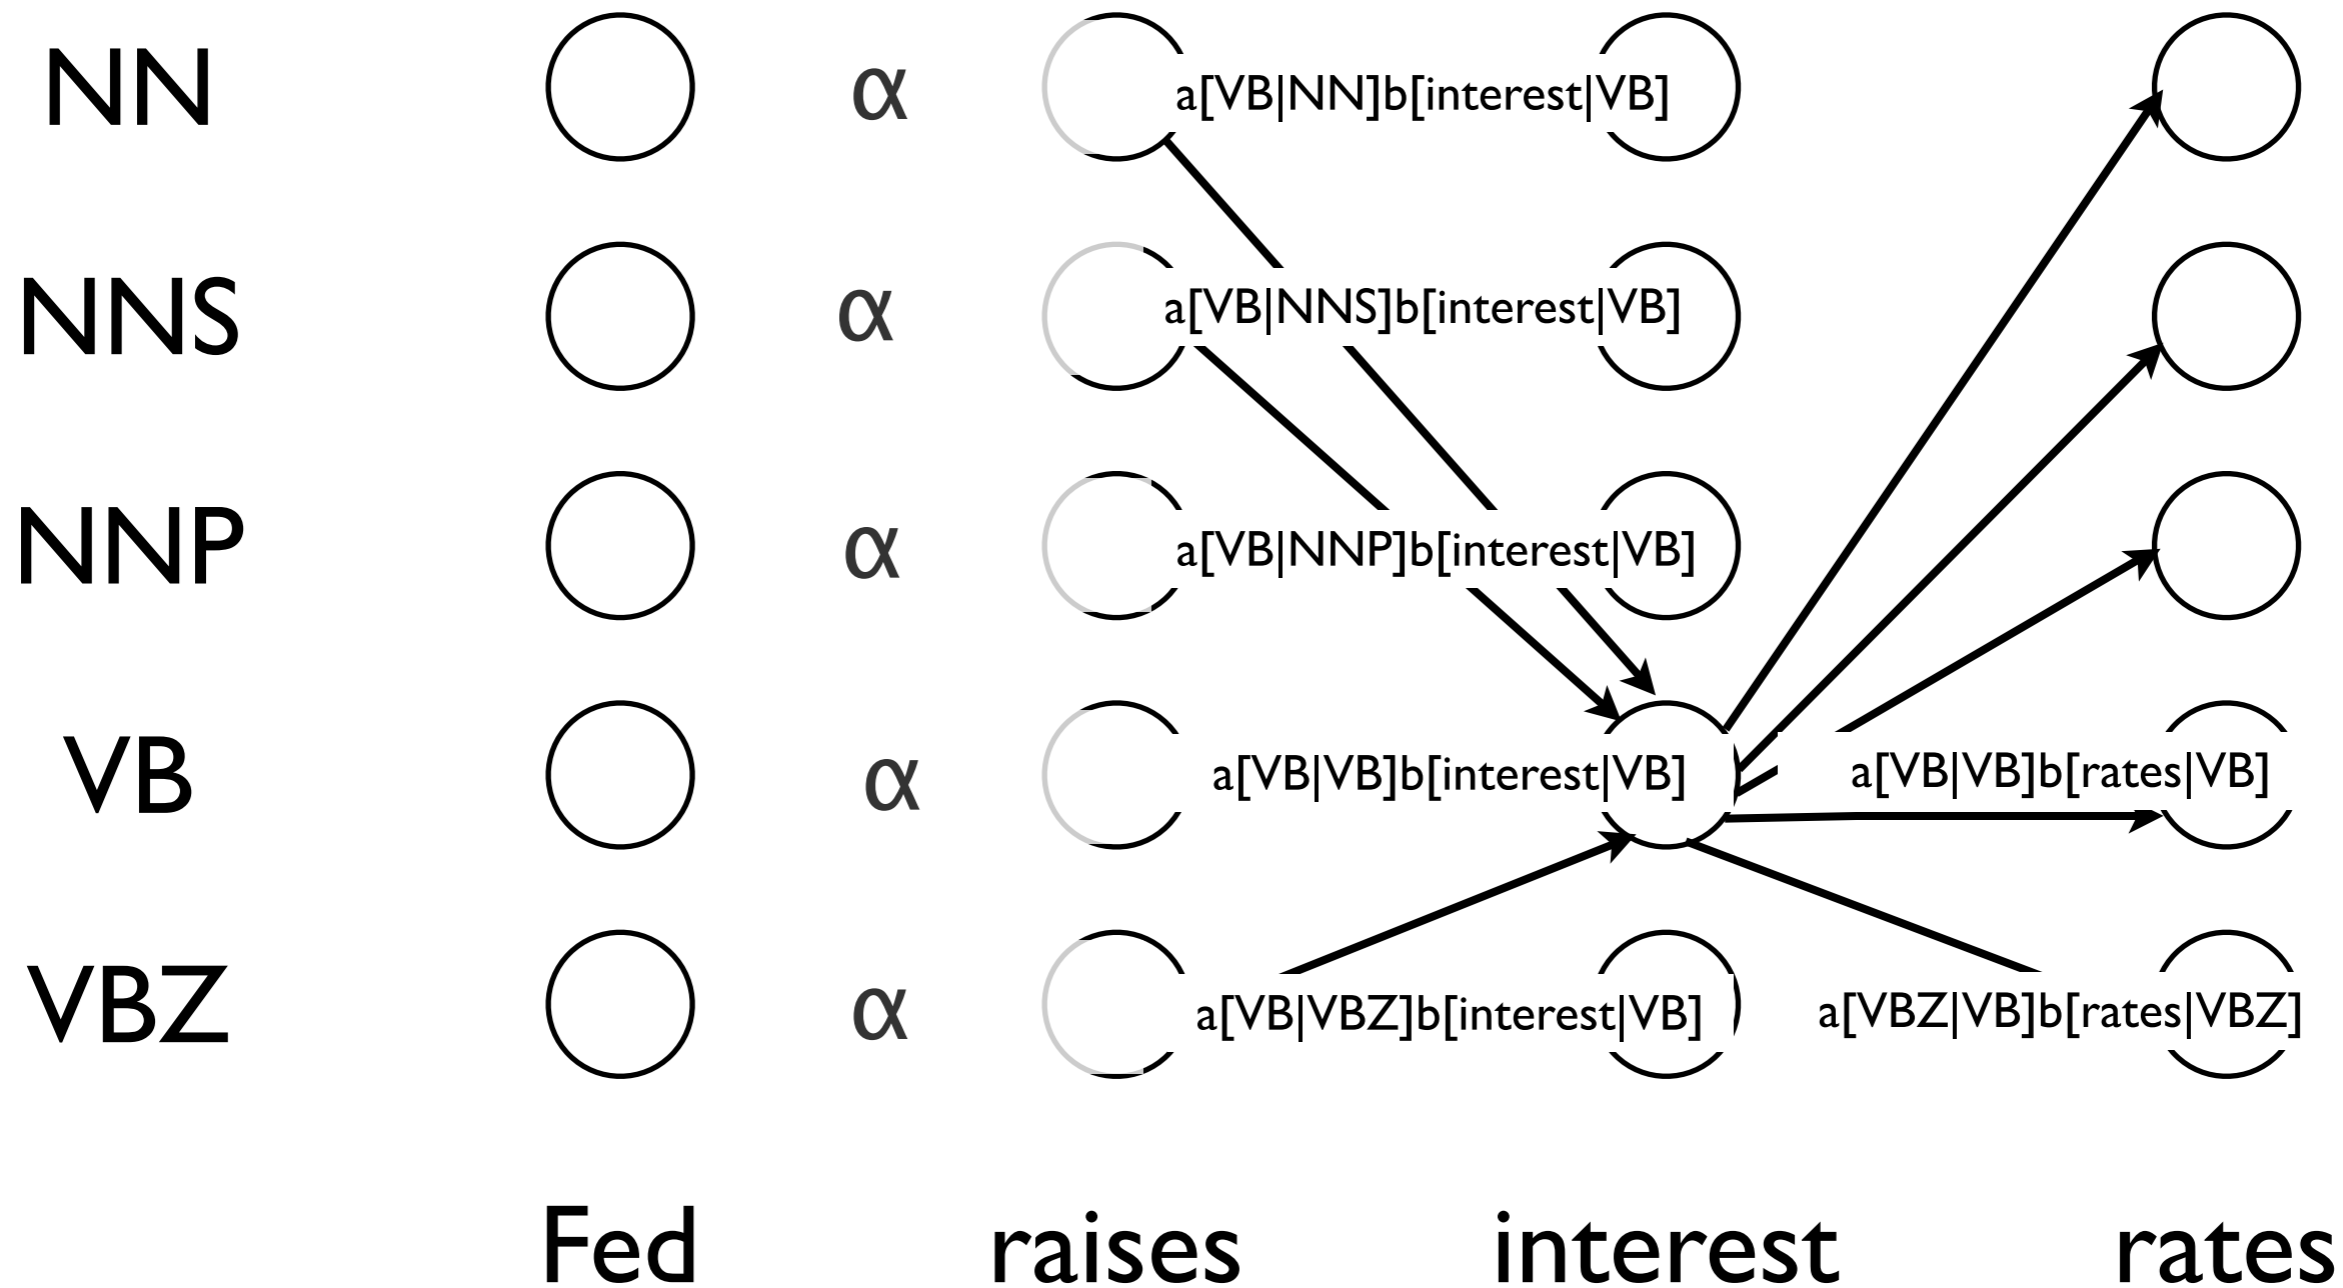 NN α a[VB|NN]b[interest|VB]
NNS α a[VB|NNS]b[interest|VB]
NNP α a[VB|NNP]b[interest|VB]
VB α a[VB|VB]b[interest|VB] a[VB|VB]b[rates|VB]
VBZ α a[VB|VBZ]b[interest|VB] a[VBZ|VB]b[rates|VBZ]
Fed raises interest rates